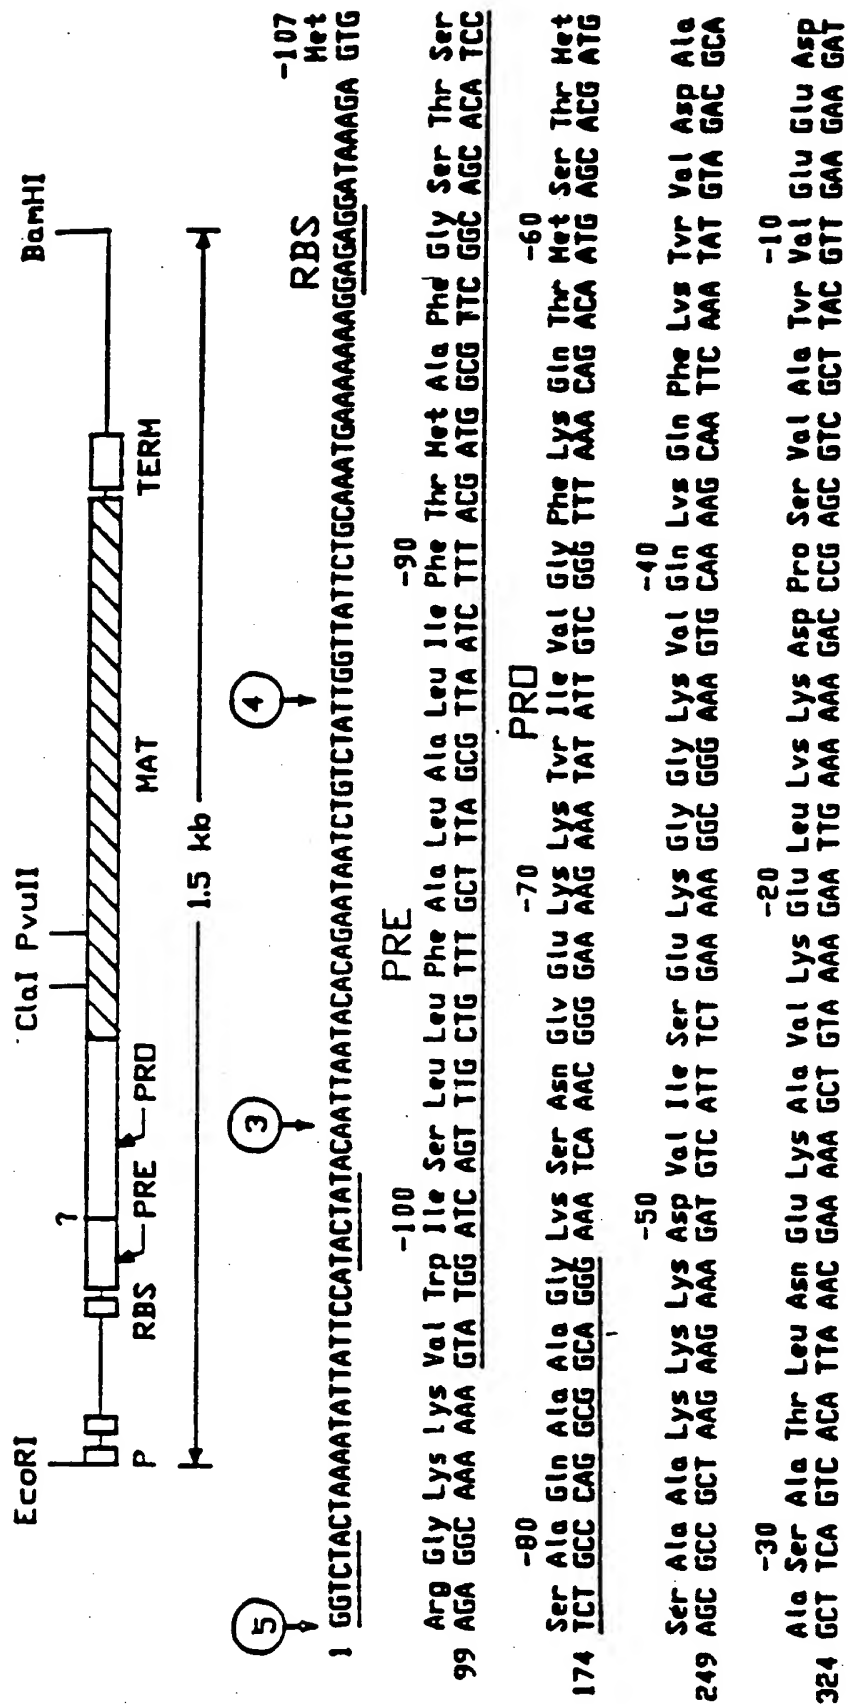 EcoRI ClaI PvuII BamHI
?
P RBS PRE PRO MAT TERM
1.5 kb
5 3 4 RBS -107
Met
1 GGTCTACTAAAATATTATTCCATACTATACAATTAATACACAGAATAATCTGTCTATTGGTTATTCTGCAAATGAAAAAAAGGAGAGGATAAAGA GTG
PRE
-100 -90
Arg Gly Lys Lys Val Trp Ile Ser Leu Leu Phe Ala Leu Ala Leu Ile Phe Thr Met Ala Phe Gly Ser Thr Ser
99 AGA GGC AAA AAA GTA TGG ATC AGT TTG CTG TTT GCT TTA GCG TTA ATC TTT ACG ATG GCG TTC GGC AGC ACA TCC
PRO
-80 -70 -60
Ser Ala Gln Ala Ala Gly Lys Ser Asn Gly Glu Lys Lys Tyr Ile Val Gly Phe Lys Gln Thr Met Ser Thr Met
174 TCT GCC CAG GCG GCA GGG AAA TCA AAC GGG GAA AAG AAA TAT ATT GTC GGG TTT AAA CAG ACA ATG AGC ACG ATG
-50 -40
Ser Ala Ala Lys Lys Lys Asp Val Ile Ser Glu Lys Gly Gly Lys Val Gln Lys Gln Phe Lys Tyr Val Asp Ala
249 AGC GCC GCT AAG AAG AAA GAT GTC ATT TCT GAA AAA GGC GGG AAA GTG CAA AAG CAA TTC AAA TAT GTA GAC GCA
-30 -20 -10
Ala Ser Ala Thr Leu Asn Glu Lys Ala Val Lys Glu Leu Lys Lys Asp Pro Ser Val Ala Tyr Val Glu Glu Asp
324 GCT TCA GTC ACA TTA AAC GAA AAA GCT GTA AAA GAA TTG AAA AAA GAC CCG AGC GTC GCT TAC GTT GAA GAA GAT